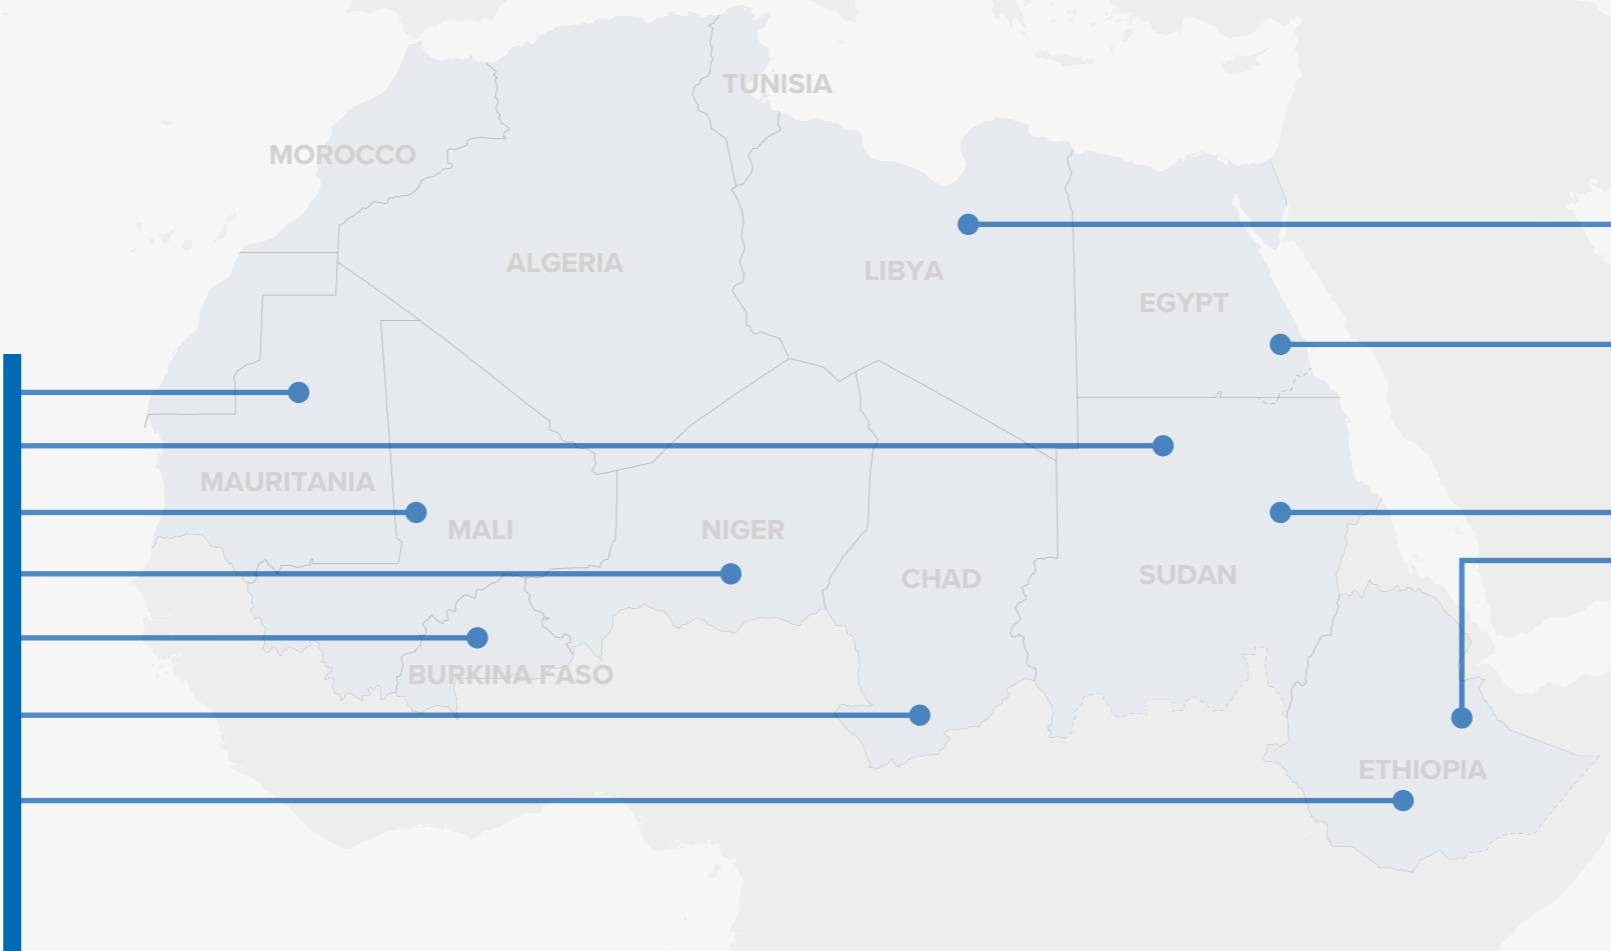 TUNISIA
MOROCCO
ALGERIA
LIBYA
EGYPT
MAURITANIA
MALI
NIGER
CHAD
SUDAN
BURKINA FASO
ETHIOPIA